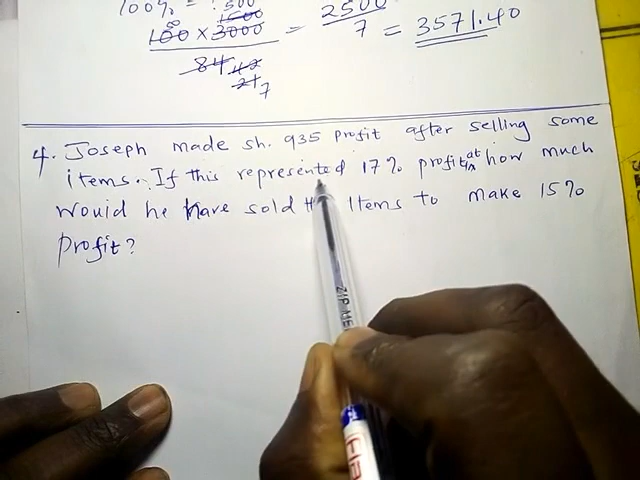 100% = ? 500
100 × 3000 = 2500 = 3571.40
84 42 7
21 7
4. Joseph made sh. 935 profit after selling some
items. If this represented 17% profit, at how much
would he have sold the Items to make 15%
profit?
ZIP ME